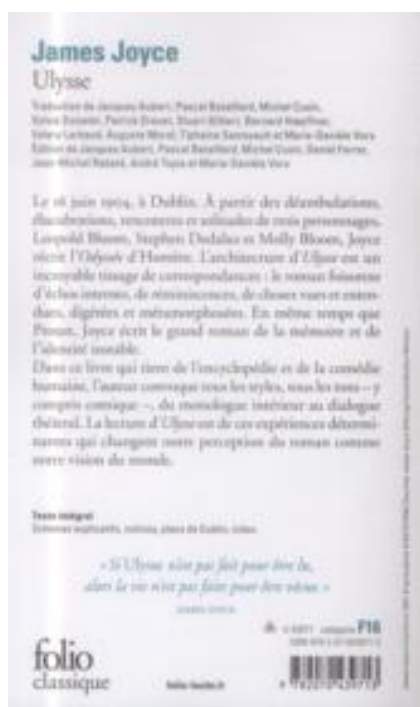 James Joyce
Ulysse
Traduction de Jacques Aubert, Pascal Bataillard, Michel Cusin,
Patrick Drevet, Stuart Gilbert, Bernard Hœpffner,
Valery Larbaud, Auguste Morel, Tiphaine Samoyault et Marie-Danièle Vors
Édition de Jacques Aubert, Pascal Bataillard, Michel Cusin, Daniel Ferrer,
Jean-Michel Rabaté, André Topia et Marie-Danièle Vors
Le 16 juin 1904, à Dublin. À partir des déambulations,
élucubrations, rencontres et solitudes de trois personnages,
Leopold Bloom, Stephen Dedalus et Molly Bloom, Joyce
récrit l'Odyssée d'Homère. L'architecture d'Ulysse est un
incroyable tissage de correspondances : le roman foisonne
d'échos internes, de réminiscences, de choses vues et enten-
dues, digérées et métamorphosées. En même temps que
Proust, Joyce écrit le grand roman de la mémoire et de
l'identité instable.
Dans ce livre qui tient de l'encyclopédie et de la comédie
humaine, l'auteur convoque tous les styles, tous les tons – y
compris comique –, du monologue intérieur au dialogue
théâtral. La lecture d'Ulysse est de ces expériences détermi-
nantes qui changent notre perception du roman comme
notre vision du monde.
Texte intégral
« Si Ulysse n'est pas fait pour être lu,
alors la vie n'est pas faite pour être vécue. »
JAMES JOYCE
catégorie F16
folio
classique
folio-lesite.fr